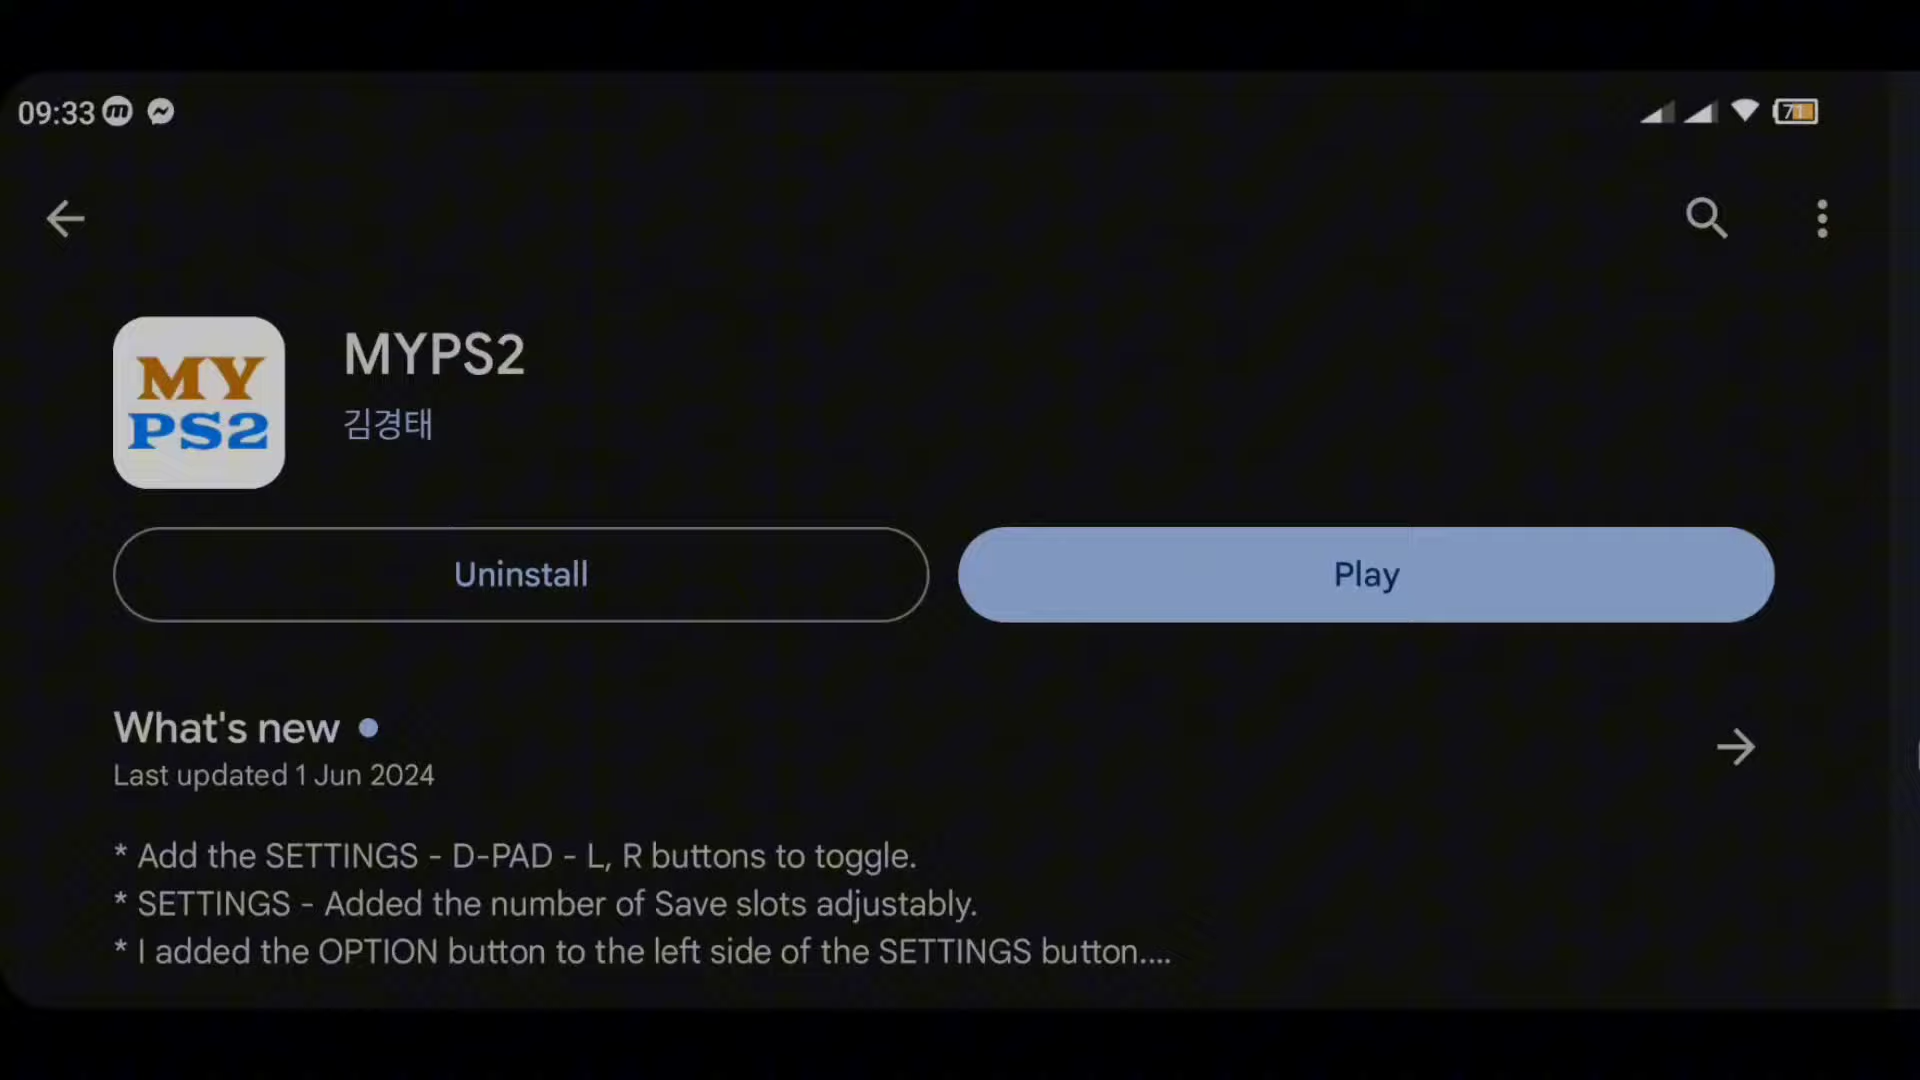 09:33
71
MY
PS2
MYPS2
김경태
Uninstall
Play
What's new
Last updated 1 Jun 2024
* Add the SETTINGS - D-PAD - L, R buttons to toggle.
* SETTINGS - Added the number of Save slots adjustably.
* I added the OPTION button to the left side of the SETTINGS button....